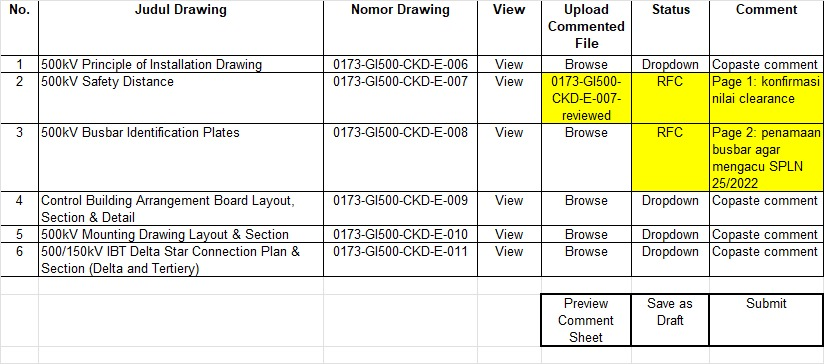 No. Judul Drawing Nomor Drawing View Upload Status Comment
Commented
File
1 500kV Principle of Installation Drawing 0173-GI500-CKD-E-006 View Browse Dropdown Copaste comment
2 500kV Safety Distance 0173-GI500-CKD-E-007 View 0173-GI500- RFC Page 1: konfirmasi
CKD-E-007- nilai clearance
reviewed
3 500kV Busbar Identification Plates 0173-GI500-CKD-E-008 View Browse RFC Page 2: penamaan
busbar agar
mengacu SPLN
25/2022
4 Control Building Arrangement Board Layout, 0173-GI500-CKD-E-009 View Browse Dropdown Copaste comment
Section & Detail
5 500kV Mounting Drawing Layout & Section 0173-GI500-CKD-E-010 View Browse Dropdown Copaste comment
6 500/150kV IBT Delta Star Connection Plan & 0173-GI500-CKD-E-011 View Browse Dropdown Copaste comment
Section (Delta and Tertiery)
Preview Save as Submit
Comment Draft
Sheet